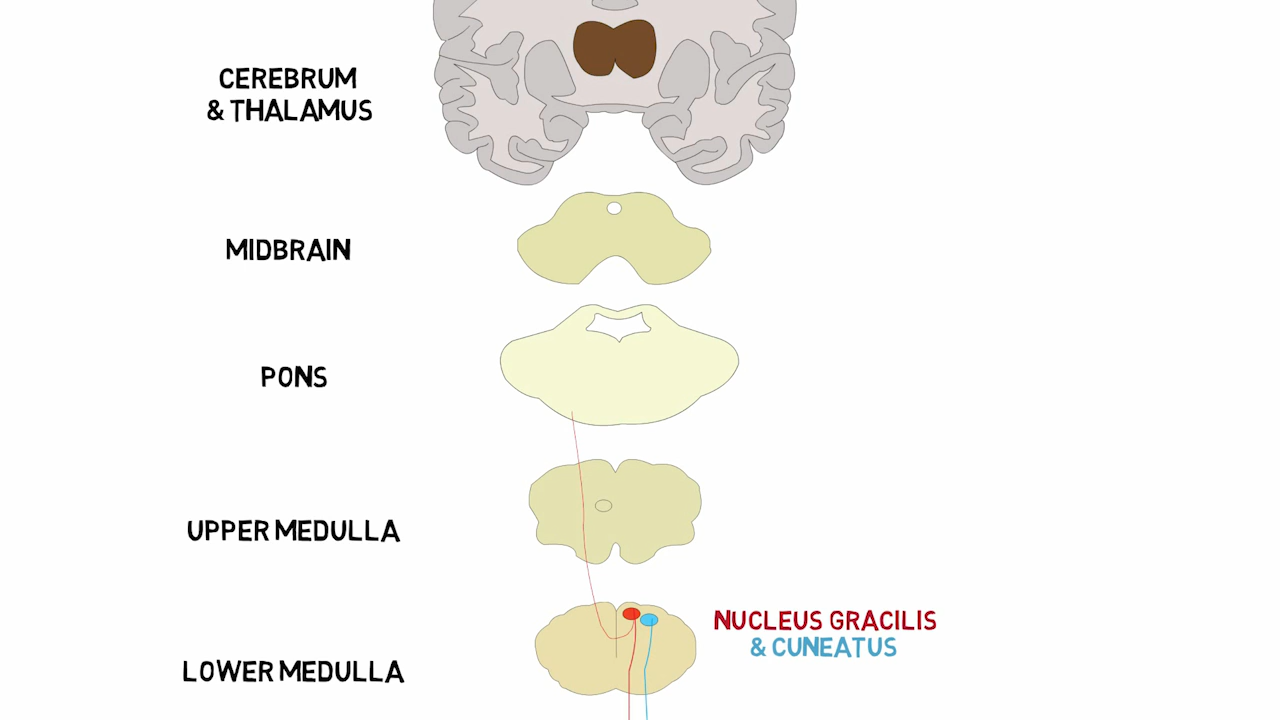 CEREBRUM
& THALAMUS
MIDBRAIN
PONS
UPPER MEDULLA
NUCLEUS GRACILIS
& CUNEATUS
LOWER MEDULLA